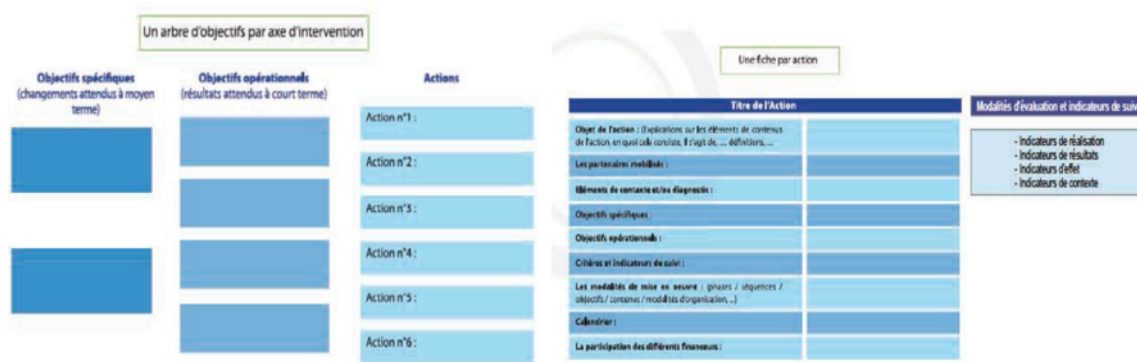 Un arbre d'objectifs par axe d'intervention
Objectifs spécifiques
(changements attendus à moyen
terme)
Objectifs opérationnels
(résultats attendus à court terme)
Actions
Action n°1 :
Action n°2 :
Action n°3 :
Action n°4 :
Action n°5 :
Action n°6 :
Une fiche par action
Titre de l'Action
Objet de l'action : (Explications sur les éléments de contenus
de l'action, en quoi cela consiste, il s'agit de, ... définitions, ...
Les partenaires mobilisés :
Eléments de contexte et/ou diagnostic :
Objectifs spécifiques :
Objectifs opérationnels :
Critères et indicateurs de suivi :
Les modalités de mise en oeuvre : (phases / séquences /
objectifs / contenus / modalités d'organisation, ...)
Calendrier :
La participation des différents financeurs :
Modalités d'évaluation et indicateurs de suivi
- Indicateurs de réalisation
- Indicateurs de résultats
- Indicateurs d'effet
- Indicateurs de contexte